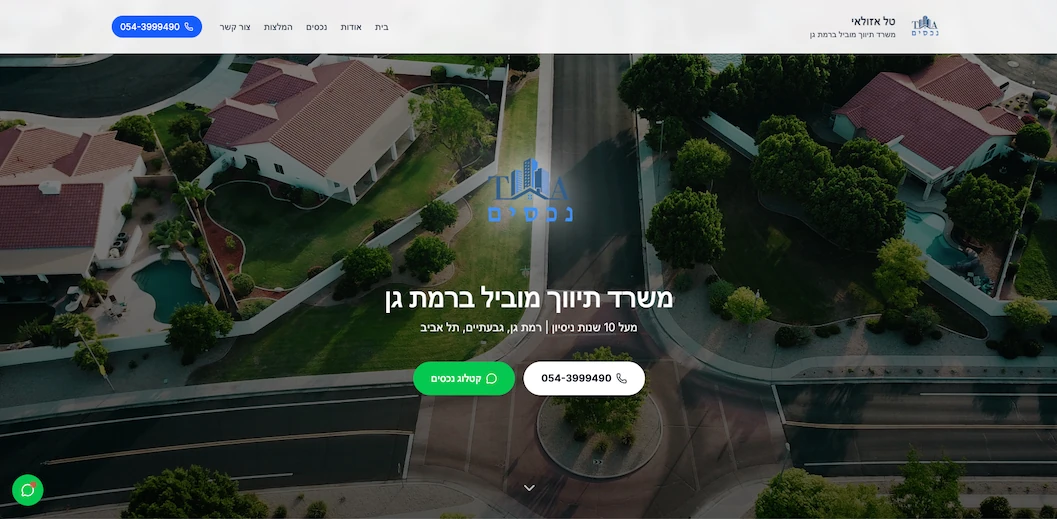 TA
נכסים
טל אזולאי
משרד תיווך מוביל ברמת גן
בית
אודות
נכסים
המלצות
צור קשר
054-3999490
TA
נכסים
משרד תיווך מוביל ברמת גן
מעל 10 שנות ניסיון | רמת גן, גבעתיים, תל אביב
054-3999490
קטלוג נכסים